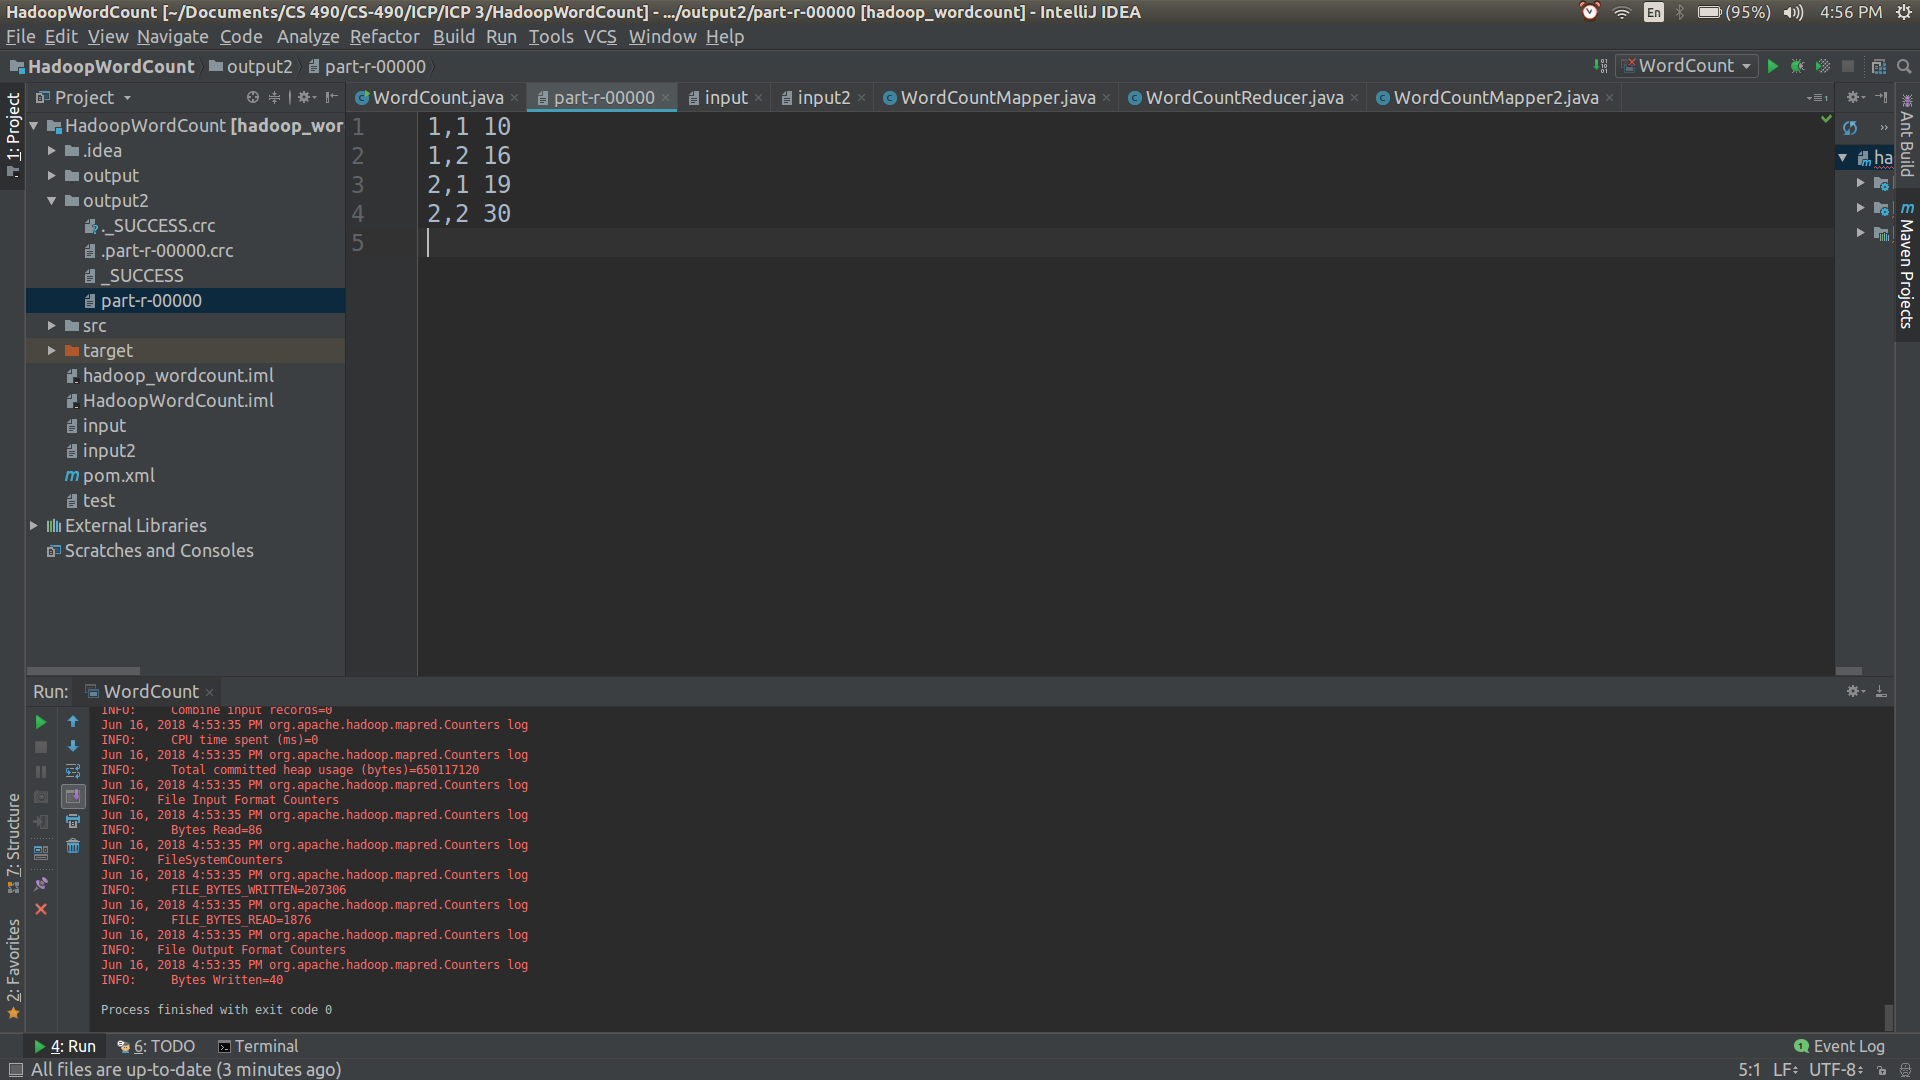 HadoopWordCount [~/Documents/CS 490/CS-490/ICP/ICP 3/HadoopWordCount] - .../output2/part-r-00000 [hadoop_wordcount] - IntelliJ IDEA
En (95%) 4:56 PM
File Edit View Navigate Code Analyze Refactor Build Run Tools VCS Window Help
HadoopWordCount output2 part-r-00000 WordCount
1: Project
Project
WordCount.java part-r-00000 input input2 WordCountMapper.java WordCountReducer.java WordCountMapper2.java
HadoopWordCount [hadoop_wor
.idea
output
output2
._SUCCESS.crc
.part-r-00000.crc
_SUCCESS
part-r-00000
src
target
hadoop_wordcount.iml
HadoopWordCount.iml
input
input2
pom.xml
test
External Libraries
Scratches and Consoles
1 1,1 10
2 1,2 16
3 2,1 19
4 2,2 30
5
ha
Ant Build
Maven Projects
Run: WordCount
INFO: Combine input records=0
Jun 16, 2018 4:53:35 PM org.apache.hadoop.mapred.Counters log
INFO: CPU time spent (ms)=0
Jun 16, 2018 4:53:35 PM org.apache.hadoop.mapred.Counters log
INFO: Total committed heap usage (bytes)=650117120
Jun 16, 2018 4:53:35 PM org.apache.hadoop.mapred.Counters log
INFO: File Input Format Counters
Jun 16, 2018 4:53:35 PM org.apache.hadoop.mapred.Counters log
INFO: Bytes Read=86
Jun 16, 2018 4:53:35 PM org.apache.hadoop.mapred.Counters log
INFO: FileSystemCounters
Jun 16, 2018 4:53:35 PM org.apache.hadoop.mapred.Counters log
INFO: FILE_BYTES_WRITTEN=207306
Jun 16, 2018 4:53:35 PM org.apache.hadoop.mapred.Counters log
INFO: FILE_BYTES_READ=1876
Jun 16, 2018 4:53:35 PM org.apache.hadoop.mapred.Counters log
INFO: File Output Format Counters
Jun 16, 2018 4:53:35 PM org.apache.hadoop.mapred.Counters log
INFO: Bytes Written=40
Process finished with exit code 0
7: Structure
2: Favorites
4: Run 6: TODO Terminal 1 Event Log
All files are up-to-date (3 minutes ago) 5:1 LF UTF-8